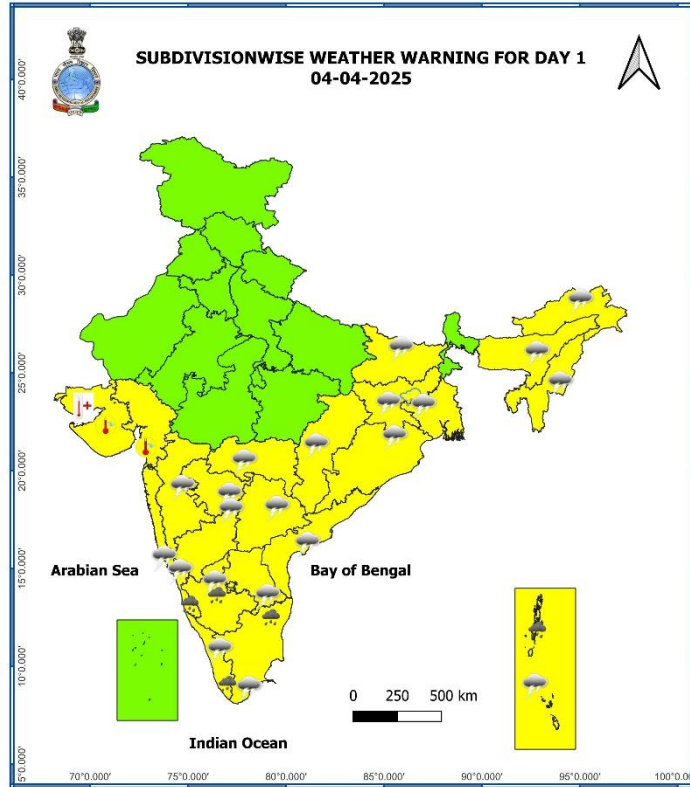 SUBDIVISIONWISE WEATHER WARNING FOR DAY 1
04-04-2025
40°0.000'
35°0.000'
30°0.000'
25°0.000'
20°0.000'
15°0.000'
10°0.000'
5°0.000'
Arabian Sea
Bay of Bengal
0 250 500 km
Indian Ocean
70°0.000' 75°0.000' 80°0.000' 85°0.000' 90°0.000' 95°0.000' 100°0.0